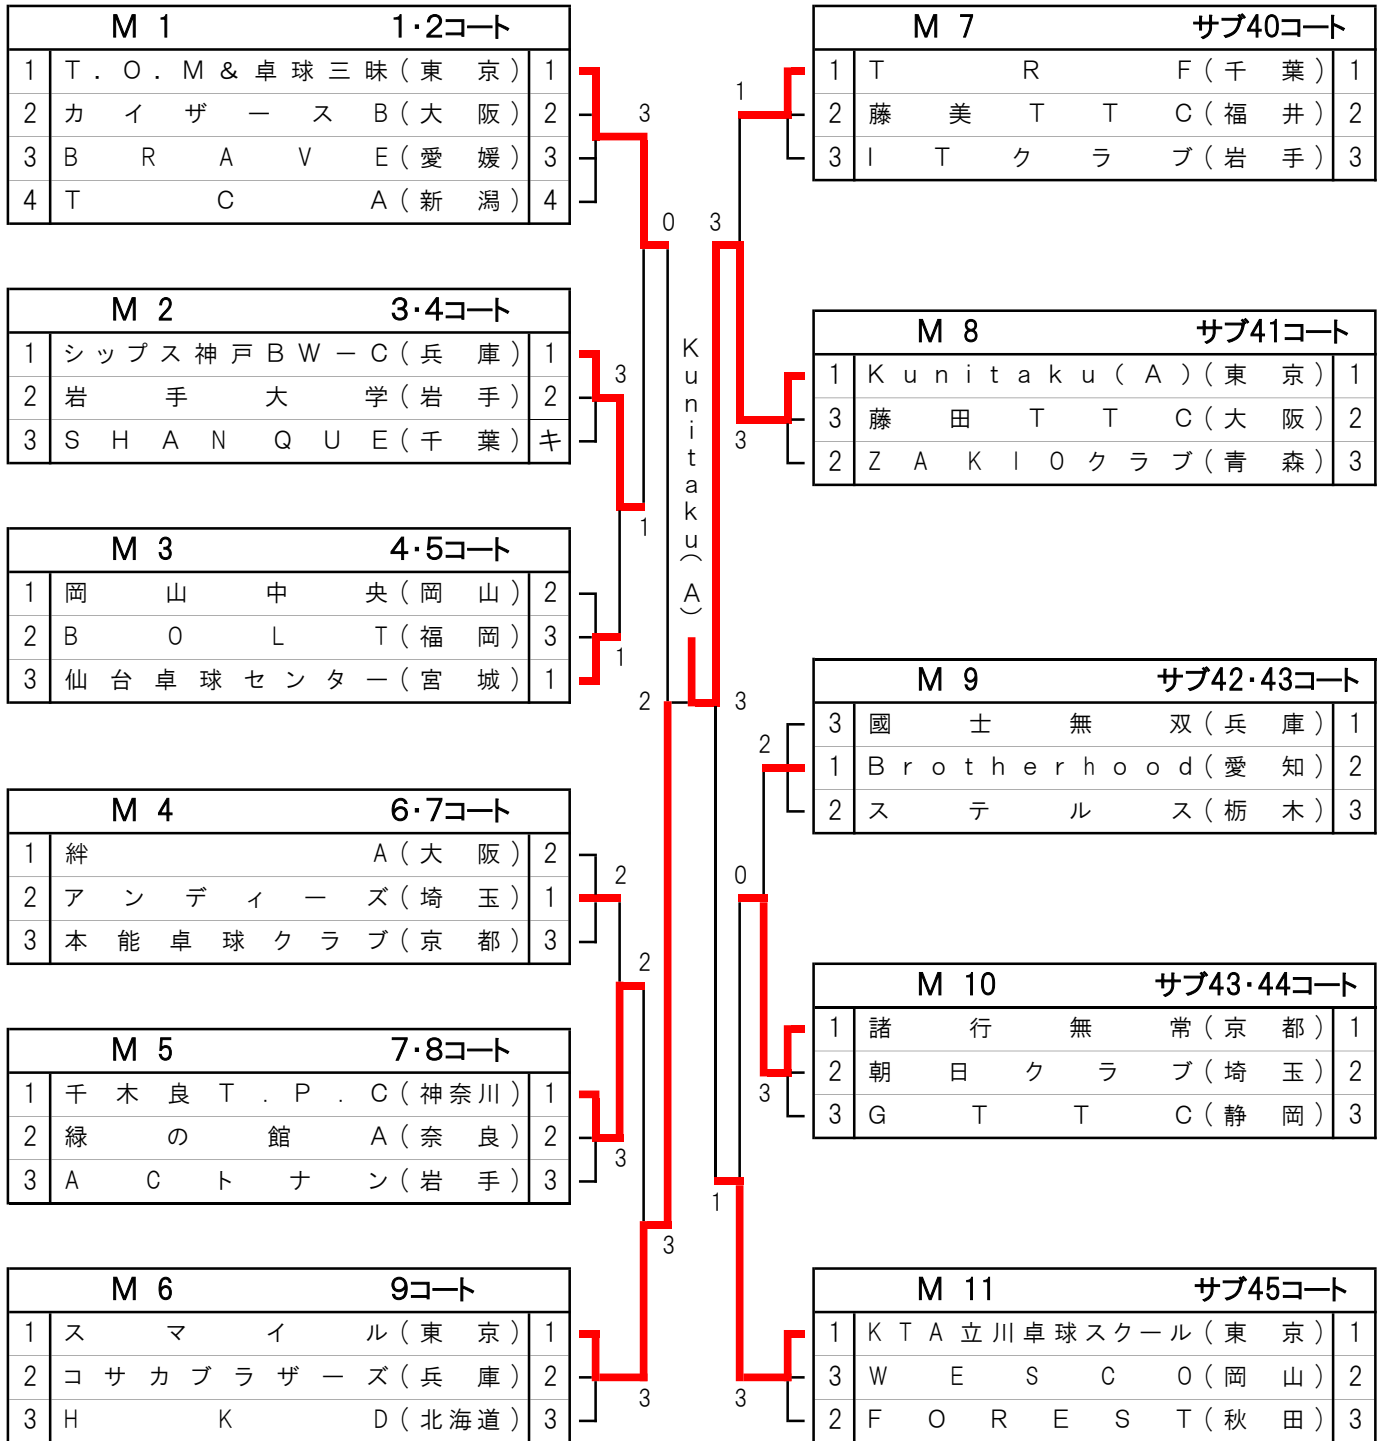 M 1 1・2コート
1 T.O.M&卓球三昧(東 京) 1
2 カイザースB(大 阪) 2
3 BRAVE(愛 媛) 3
4 TCA(新 潟) 4
M 2 3・4コート
1 シップス神戸BW－C(兵 庫) 1
2 岩手大学(岩 手) 2
3 SHAN QUE(千 葉) キ
M 3 4・5コート
1 岡山中央(岡 山) 2
2 BOLT(福 岡) 3
3 仙台卓球センター(宮 城) 1
M 4 6・7コート
1 絆A(大 阪) 2
2 アンディーズ(埼 玉) 1
3 本能卓球クラブ(京 都) 3
M 5 7・8コート
1 千木良T.P.C(神奈川) 1
2 緑の館A(奈 良) 2
3 ACトナン(岩 手) 3
M 6 9コート
1 スマイル(東 京) 1
2 コサカブラザーズ(兵 庫) 2
3 HKD(北海道) 3
3
0
3
1
1
2
2
2
3
3
3
Kunitaku(A)
1
3
3
3
2
0
3
1
3
M 7 サブ40コート
1 TRF(千 葉) 1
2 藤美TTC(福 井) 2
3 ITクラブ(岩 手) 3
M 8 サブ41コート
1 Kunitaku(A)(東 京) 1
3 藤田TTC(大 阪) 2
2 ZAKIOクラブ(青 森) 3
M 9 サブ42・43コート
3 國士無双(兵 庫) 1
1 Brotherhood(愛 知) 2
2 ステルス(栃 木) 3
M 10 サブ43・44コート
1 諸行無常(京 都) 1
2 朝日クラブ(埼 玉) 2
3 GTTC(静 岡) 3
M 11 サブ45コート
1 KTA立川卓球スクール(東 京) 1
3 WESCO(岡 山) 2
2 FOREST(秋 田) 3